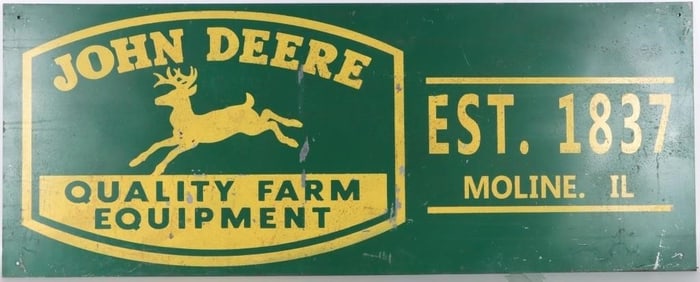 JOHN DEERE
QUALITY FARM
EQUIPMENT
EST. 1837
MOLINE. IL